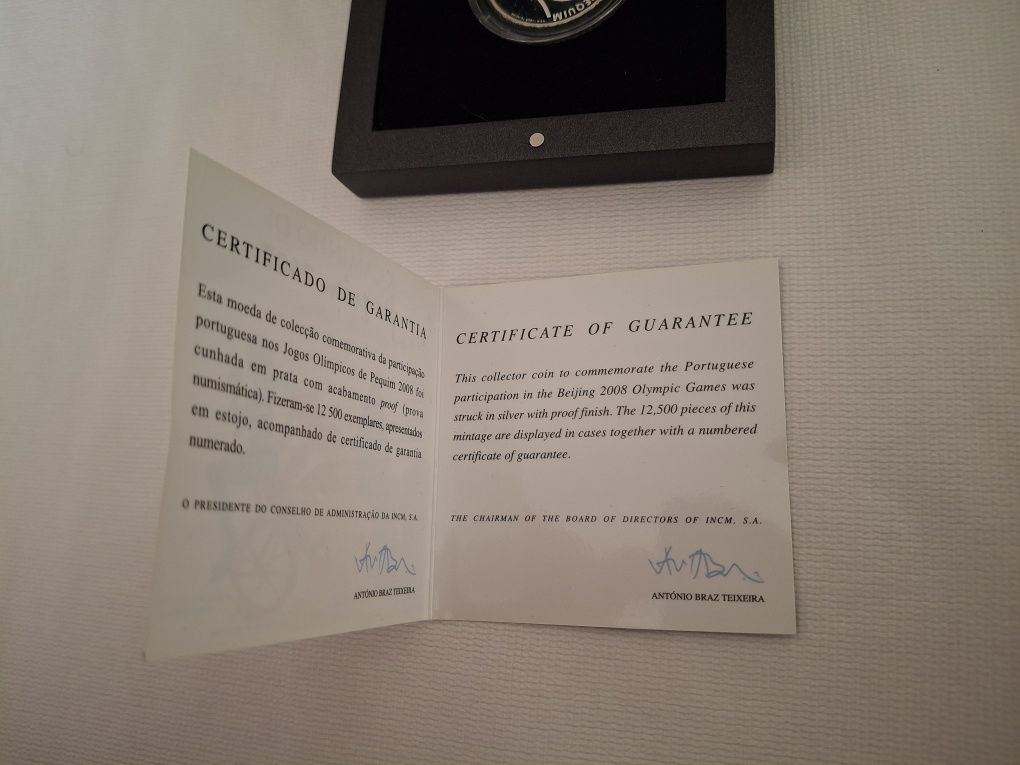 EQUIM
CERTIFICADO DE GARANTIA
Esta moeda de colecção comemorativa da participação
portuguesa nos Jogos Olímpicos de Pequim 2008 foi
cunhada em prata com acabamento proof (prova
numismática). Fizeram-se 12 500 exemplares, apresentados
em estojo, acompanhado de certificado de garantia
numerado.
O PRESIDENTE DO CONSELHO DE ADMINISTRAÇÃO DA INCM, S.A.
ANTÓNIO BRAZ TEIXEIRA
CERTIFICATE OF GUARANTEE
This collector coin to commemorate the Portuguese
participation in the Beijing 2008 Olympic Games was
struck in silver with proof finish. The 12,500 pieces of this
mintage are displayed in cases together with a numbered
certificate of guarantee.
THE CHAIRMAN OF THE BOARD OF DIRECTORS OF INCM, S.A.
ANTÓNIO BRAZ TEIXEIRA